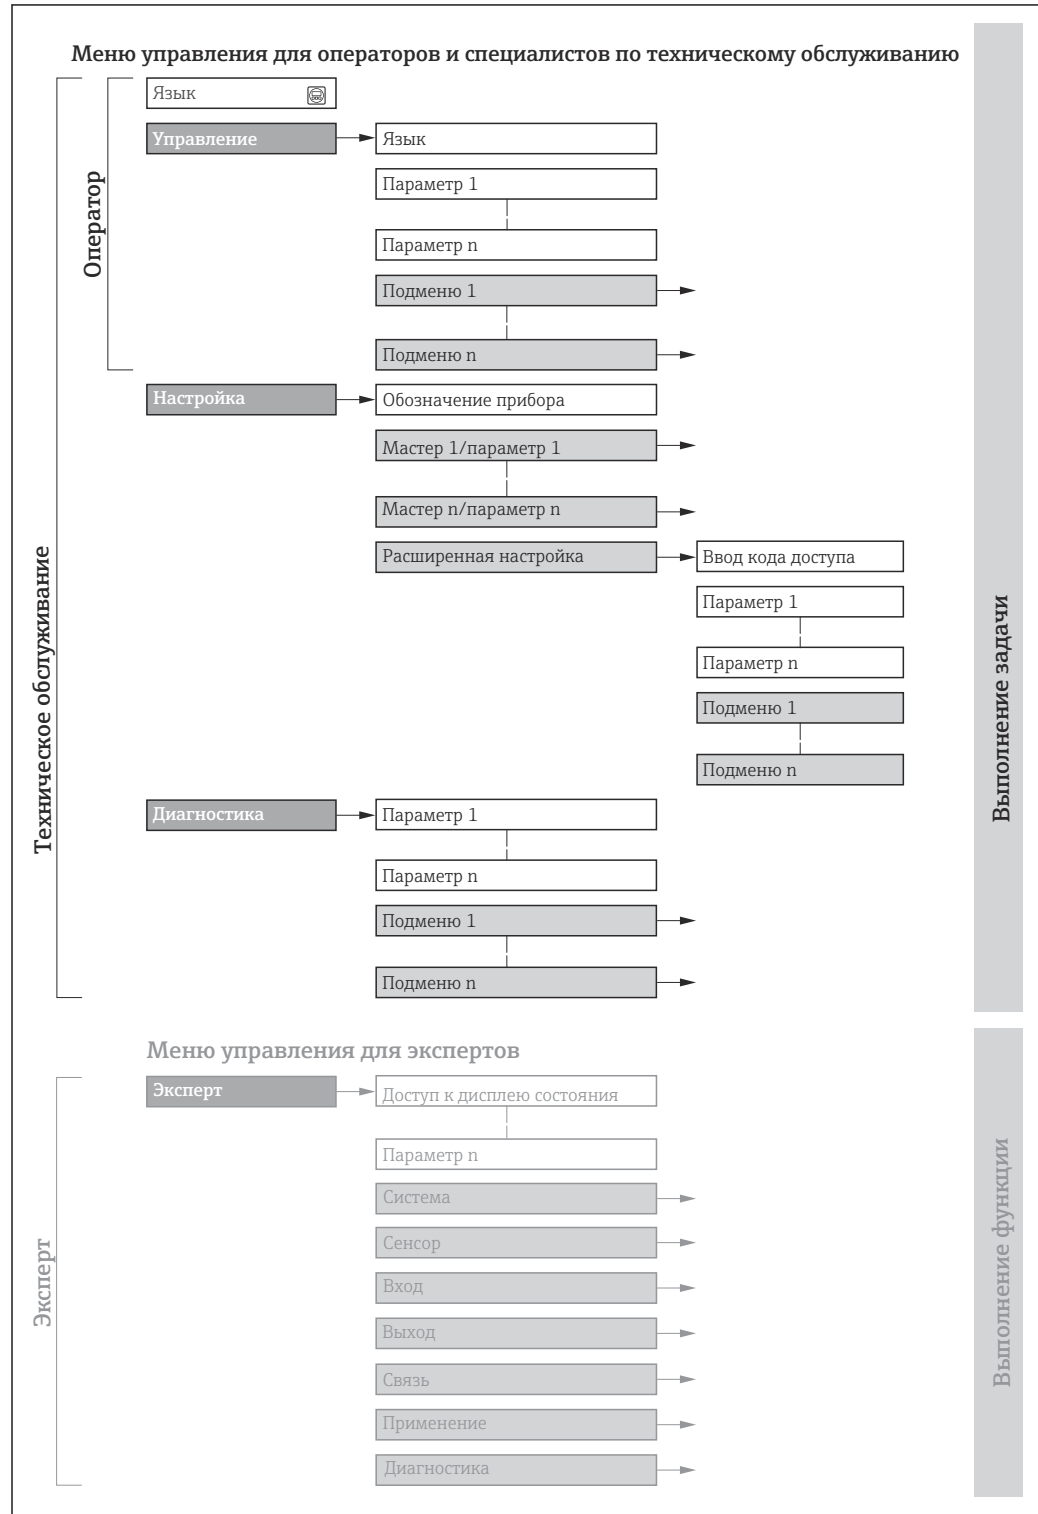 Меню управления для операторов и специалистов по техническому обслуживанию
Язык
Управление
Язык
Параметр 1
Параметр n
Подменю 1
Подменю n
Оператор
Настройка
Обозначение прибора
Мастер 1/параметр 1
Мастер n/параметр n
Расширенная настройка
Ввод кода доступа
Параметр 1
Параметр n
Подменю 1
Подменю n
Диагностика
Параметр 1
Параметр n
Подменю 1
Подменю n
Техническое обслуживание
Выполнение задачи
Меню управления для экспертов
Эксперт
Доступ к дисплею состояния
Параметр n
Система
Сенсор
Вход
Выход
Связь
Применение
Диагностика
Эксперт
Выполнение функции